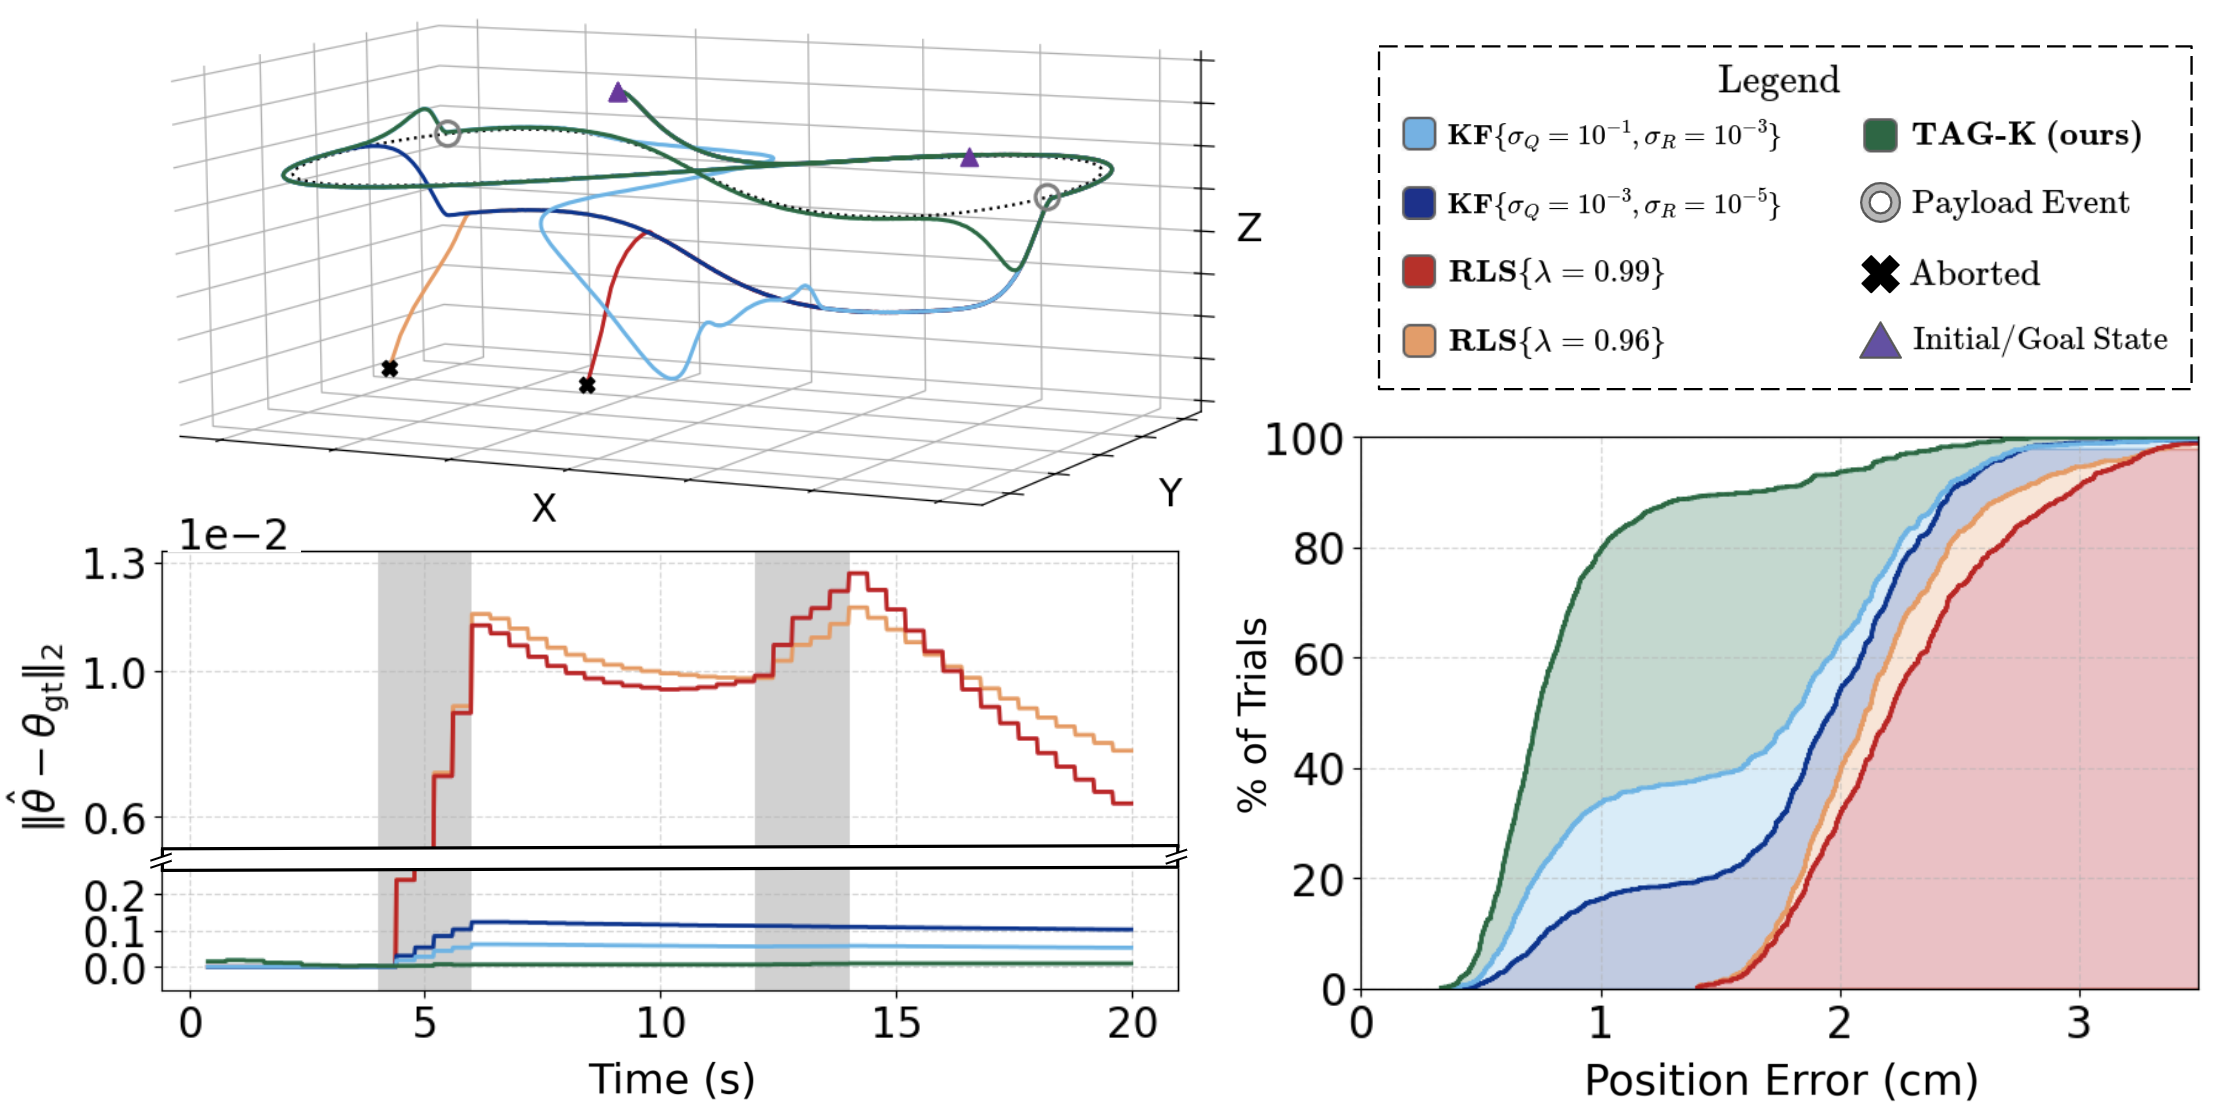 Z
Y
X
Legend
KF{σ_Q = 10⁻¹, σ_R = 10⁻³}
KF{σ_Q = 10⁻³, σ_R = 10⁻⁵}
RLS{λ = 0.99}
RLS{λ = 0.96}
TAG-K (ours)
Payload Event
Aborted
Initial/Goal State
1e−2
1.3
1.0
0.6
0.2
0.1
0.0
‖θ̂ − θ_gt‖₂
0 5 10 15 20
Time (s)
100
80
60
40
20
0
% of Trials
0 1 2 3
Position Error (cm)